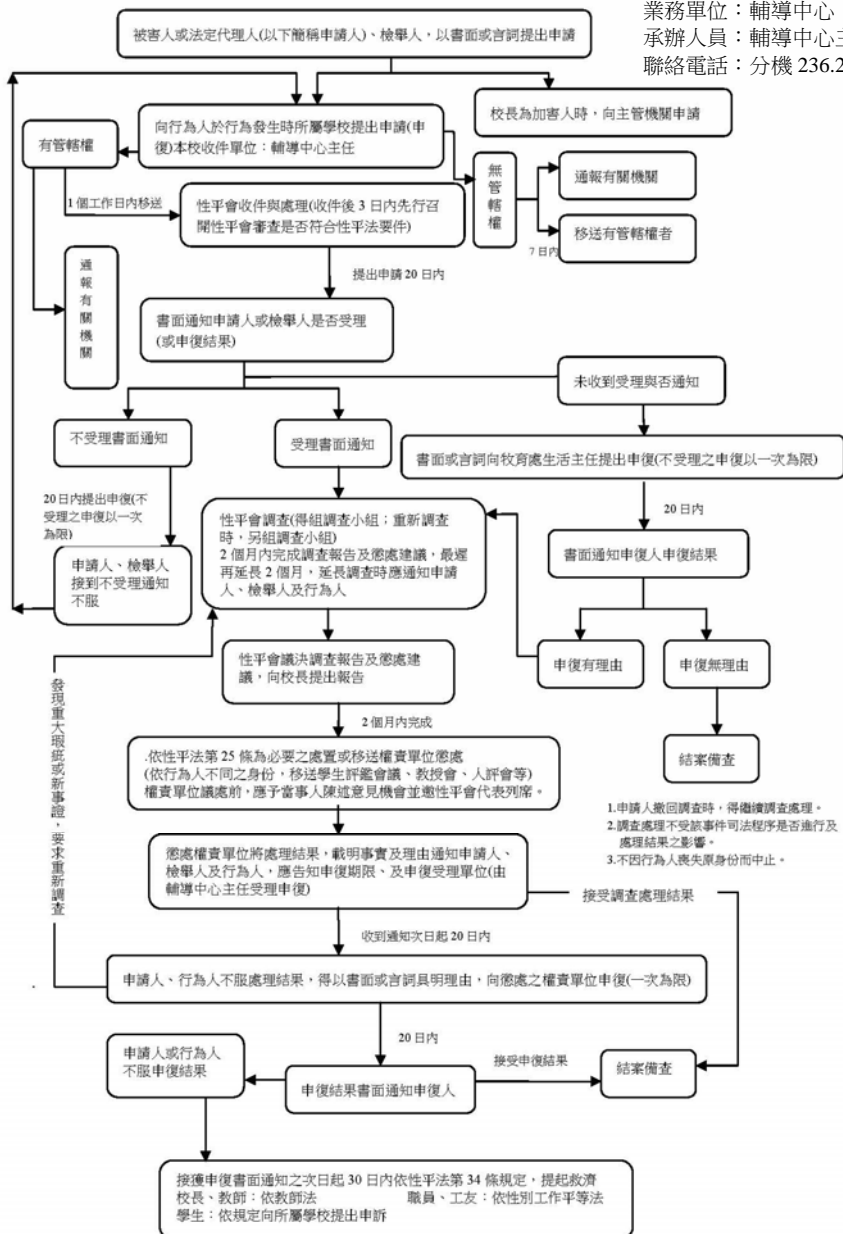 業務單位：輔導中心
承辦人員：輔導中心主
聯絡電話：分機 236.2
被害人或法定代理人(以下簡稱申請人)、檢舉人，以書面或言詞提出申請
向行為人於行為發生時所屬學校提出申請(申
復)本校收件單位：輔導中心主任
校長為加害人時，向主管機關申請
有管轄權
無管轄權
通報有關機關
移送有管轄權者
7 日內
1 個工作日內移送
性平會收件與處理(收件後 3 日內先行召
開性平會審查是否符合性平法要件)
通報有關機關
提出申請 20 日內
書面通知申請人或檢舉人是否受理
(或申復結果)
未收到受理與否通知
不受理書面通知
受理書面通知
書面或言詞向牧育處生活主任提出申復(不受理之申復以一次為限)
20 日內提出申復(不
受理之申復以一次
為限)
20 日內
性平會調查(得組調查小組；重新調查
時，另組調查小組)
2 個月內完成調查報告及懲處建議，最遲
再延長 2 個月，延長調查時應通知申請
人、檢舉人及行為人
書面通知申復人申復結果
申請人、檢舉人
接到不受理通知
不服
申復有理由
申復無理由
性平會議決調查報告及懲處建
議，向校長提出報告
發現重大瑕疵或新事證，要求重新調查
2 個月內完成
結案備查
.依性平法第 25 條為必要之處置或移送權責單位懲處
(依行為人不同之身份，移送學生評鑑會議、教授會、人評會等)
權責單位議處前，應予當事人陳述意見機會並邀性平會代表列席。
1.申請人撤回調查時，得繼續調查處理。
2.調查處理不受該事件司法程序是否進行及
處理結果之影響。
3.不因行為人喪失原身份而中止。
懲處權責單位將處理結果，載明事實及理由通知申請人、
檢舉人及行為人，應告知申復期限、及申復受理單位(由
輔導中心主任受理申復)
接受調查處理結果
收到通知次日起 20 日內
申請人、行為人不服處理結果，得以書面或言詞具明理由，向懲處之權責單位申復(一次為限)
.
20 日內
申請人或行為人
不服申復結果
申復結果書面通知申復人
接受申復結果
結案備查
接獲申復書面通知之次日起 30 日內依性平法第 34 條規定，提起救濟
校長、教師：依教師法 職員、工友：依性別工作平等法
學生：依規定向所屬學校提出申訴